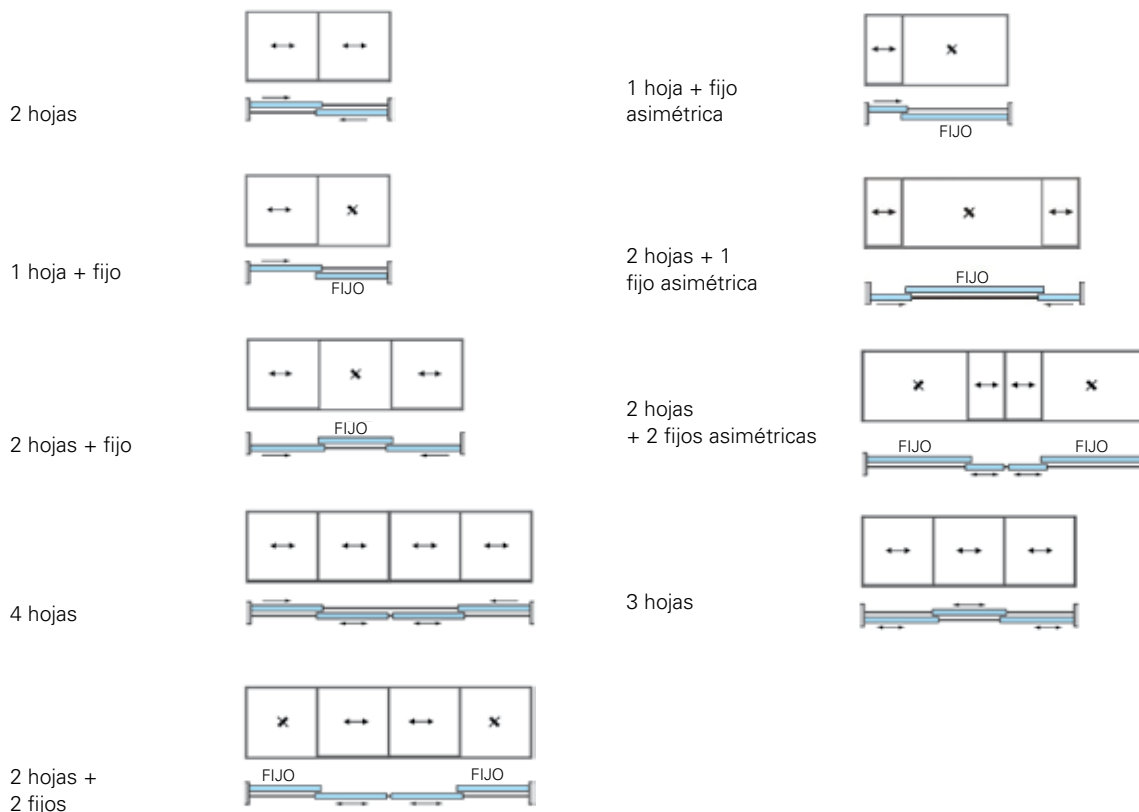 2 hojas
1 hoja + fijo
FIJO
2 hojas + fijo
FIJO
4 hojas
2 hojas +
2 fijos
FIJO
FIJO
1 hoja + fijo
asimétrica
FIJO
2 hojas + 1
fijo asimétrica
FIJO
2 hojas
+ 2 fijos asimétricas
FIJO
FIJO
3 hojas